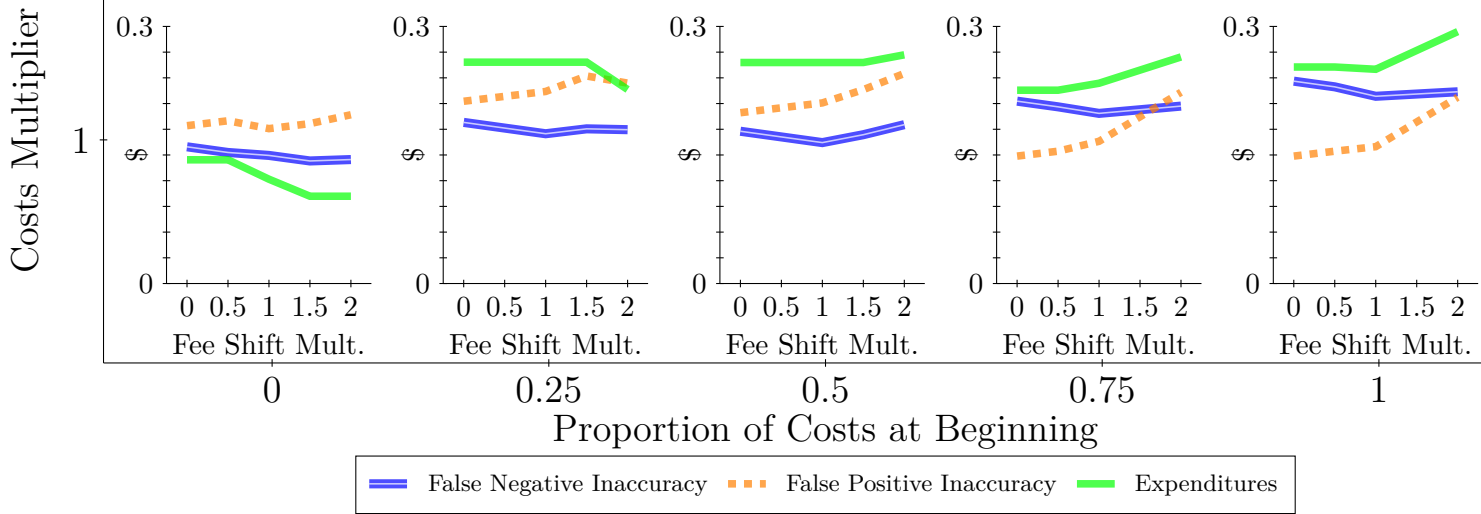 Costs Multiplier
1
0.3
$
0
0 0.5 1 1.5 2
Fee Shift Mult.
0.3
$
0
0 0.5 1 1.5 2
Fee Shift Mult.
0.3
$
0
0 0.5 1 1.5 2
Fee Shift Mult.
0.3
$
0
0 0.5 1 1.5 2
Fee Shift Mult.
0.3
$
0
0 0.5 1 1.5 2
Fee Shift Mult.
0 0.25 0.5 0.75 1
Proportion of Costs at Beginning
False Negative Inaccuracy False Positive Inaccuracy Expenditures